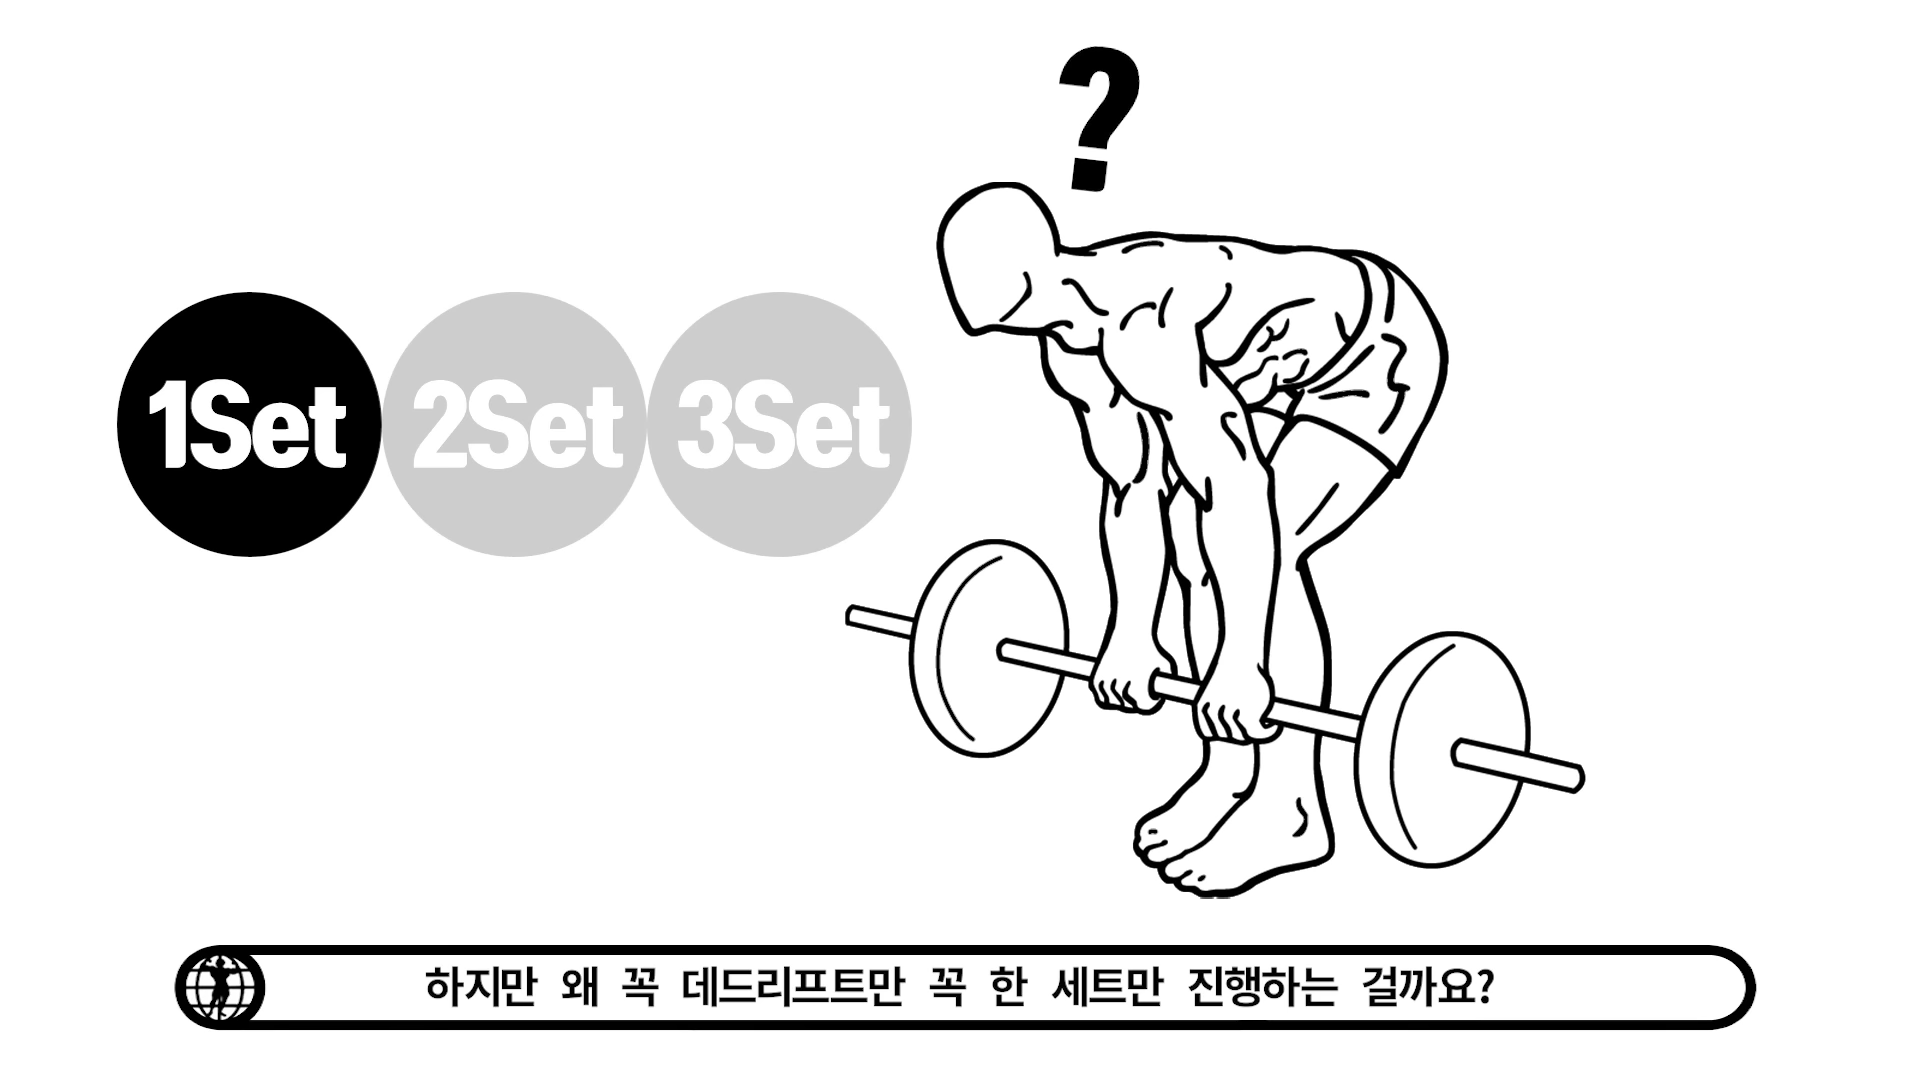 ?
1Set 2Set 3Set
하지만 왜 꼭 데드리프트만 꼭 한 세트만 진행하는 걸까요?